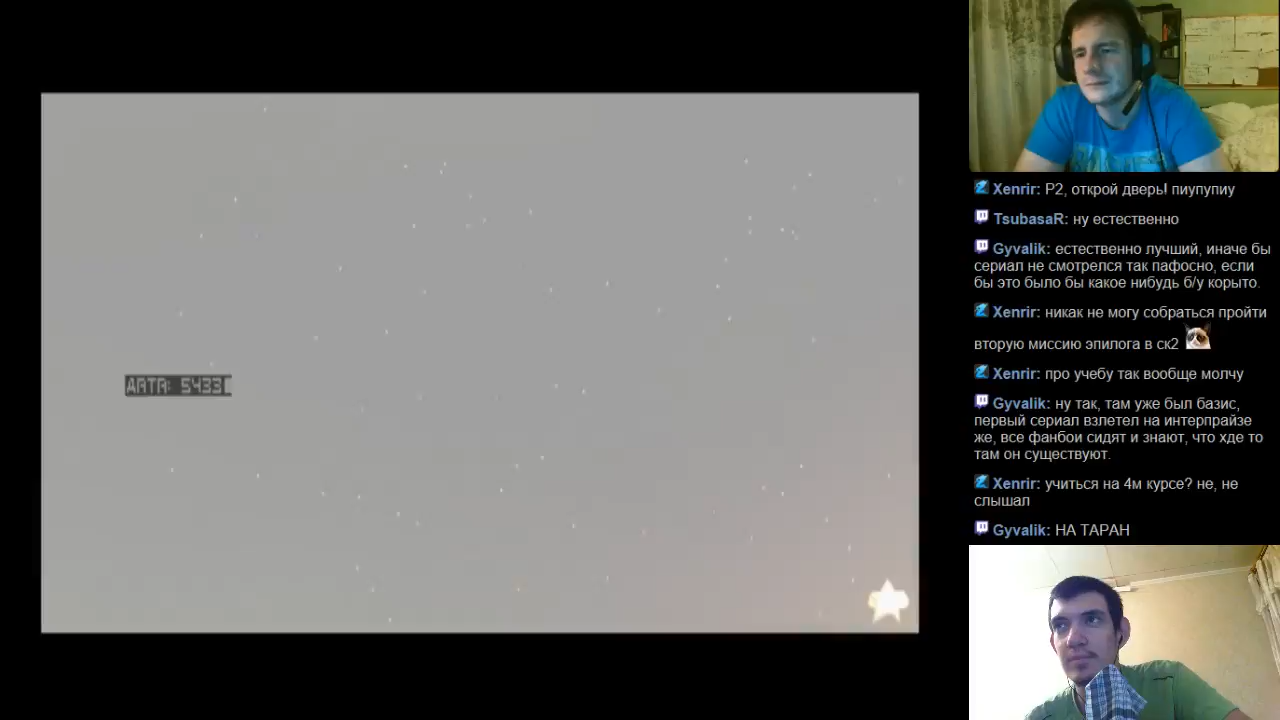 ДАТА: 5433
Xenrir: Р2, открой дверь! пиупупиу
TsubasaR: ну естественно
Gyvalik: естественно лучший, иначе бы
сериал не смотрелся так пафосно, если
бы это было бы какое нибудь б/у корыто.
Xenrir: никак не могу собраться пройти
вторую миссию эпилога в ск2
Xenrir: про учебу так вообще молчу
Gyvalik: ну так, там уже был базис,
первый сериал взлетел на интерпрайзе
же, все фанбои сидят и знают, что хде то
там он существуют.
Xenrir: учиться на 4м курсе? не, не
слышал
Gyvalik: НА ТАРАН